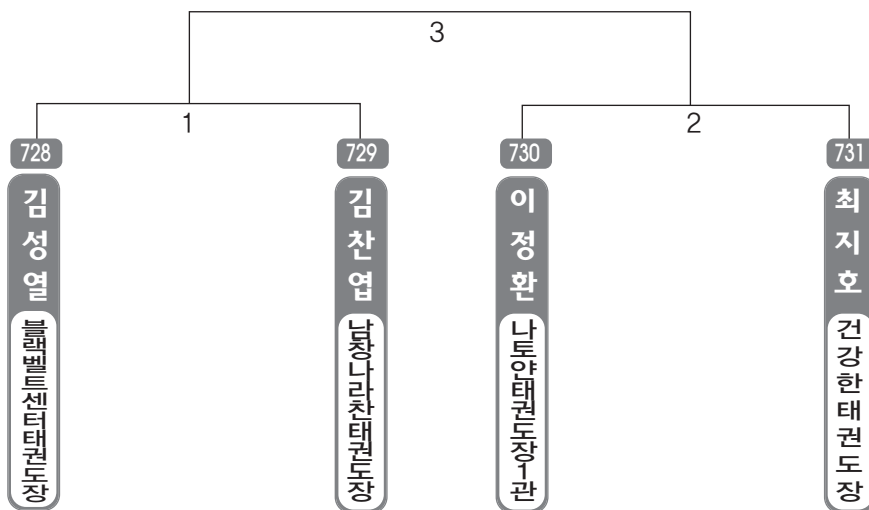 3
1
2
728
김성열
블랙벨트센터태권도장
729
김찬엽
남창나라찬태권도장
730
이정환
나토얀태권도장1관
731
최지호
건강한태권도장